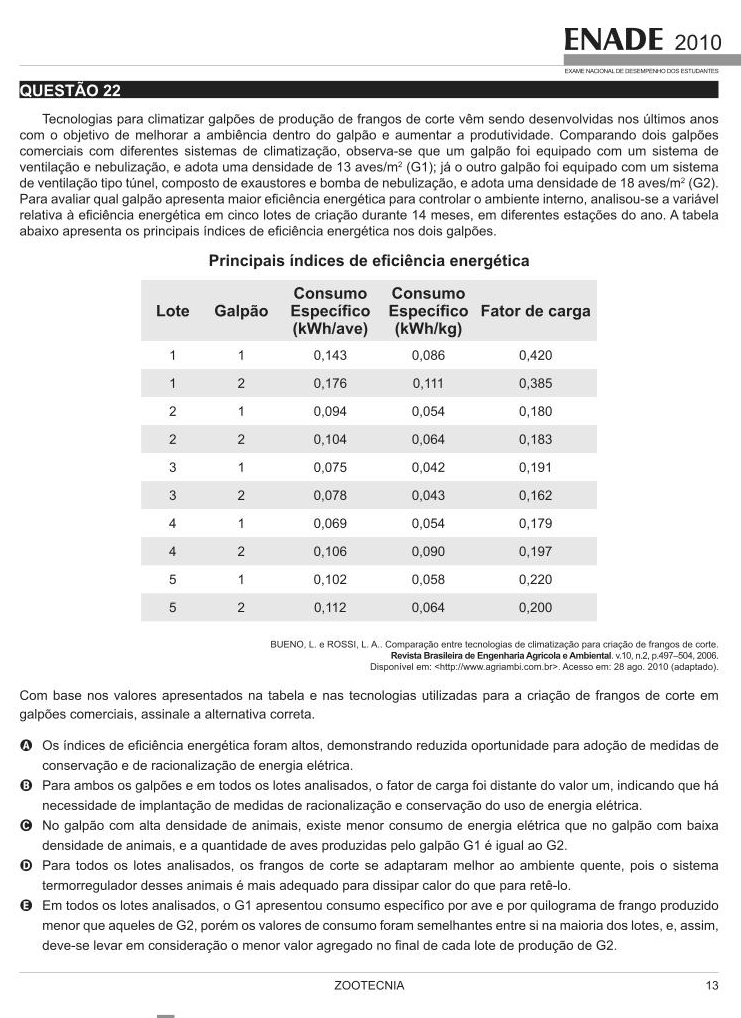 ENADE 2010
EXAME NACIONAL DE DESEMPENHO DOS ESTUDANTES
QUESTÃO 22
Tecnologias para climatizar galpões de produção de frangos de corte vêm sendo desenvolvidas nos últimos anos
com o objetivo de melhorar a ambiência dentro do galpão e aumentar a produtividade. Comparando dois galpões
comerciais com diferentes sistemas de climatização, observa-se que um galpão foi equipado com um sistema de
ventilação e nebulização, e adota uma densidade de 13 aves/m² (G1); já o outro galpão foi equipado com um sistema
de ventilação tipo túnel, composto de exaustores e bomba de nebulização, e adota uma densidade de 18 aves/m² (G2).
Para avaliar qual galpão apresenta maior eficiência energética para controlar o ambiente interno, analisou-se a variável
relativa à eficiência energética em cinco lotes de criação durante 14 meses, em diferentes estações do ano. A tabela
abaixo apresenta os principais índices de eficiência energética nos dois galpões.
Principais índices de eficiência energética
Lote Galpão Consumo Específico (kWh/ave) Consumo Específico (kWh/kg) Fator de carga
1 1 0,143 0,086 0,420
1 2 0,176 0,111 0,385
2 1 0,094 0,054 0,180
2 2 0,104 0,064 0,183
3 1 0,075 0,042 0,191
3 2 0,078 0,043 0,162
4 1 0,069 0,054 0,179
4 2 0,106 0,090 0,197
5 1 0,102 0,058 0,220
5 2 0,112 0,064 0,200
BUENO, L. e ROSSI, L. A.. Comparação entre tecnologias de climatização para criação de frangos de corte.
Revista Brasileira de Engenharia Agrícola e Ambiental. v.10, n.2, p.497–504, 2006.
Disponível em: <http://www.agriambi.com.br>. Acesso em: 28 ago. 2010 (adaptado).
Com base nos valores apresentados na tabela e nas tecnologias utilizadas para a criação de frangos de corte em
galpões comerciais, assinale a alternativa correta.
A Os índices de eficiência energética foram altos, demonstrando reduzida oportunidade para adoção de medidas de
conservação e de racionalização de energia elétrica.
B Para ambos os galpões e em todos os lotes analisados, o fator de carga foi distante do valor um, indicando que há
necessidade de implantação de medidas de racionalização e conservação do uso de energia elétrica.
C No galpão com alta densidade de animais, existe menor consumo de energia elétrica que no galpão com baixa
densidade de animais, e a quantidade de aves produzidas pelo galpão G1 é igual ao G2.
D Para todos os lotes analisados, os frangos de corte se adaptaram melhor ao ambiente quente, pois o sistema
termorregulador desses animais é mais adequado para dissipar calor do que para retê-lo.
E Em todos os lotes analisados, o G1 apresentou consumo específico por ave e por quilograma de frango produzido
menor que aqueles de G2, porém os valores de consumo foram semelhantes entre si na maioria dos lotes, e, assim,
deve-se levar em consideração o menor valor agregado no final de cada lote de produção de G2.
ZOOTECNIA
13